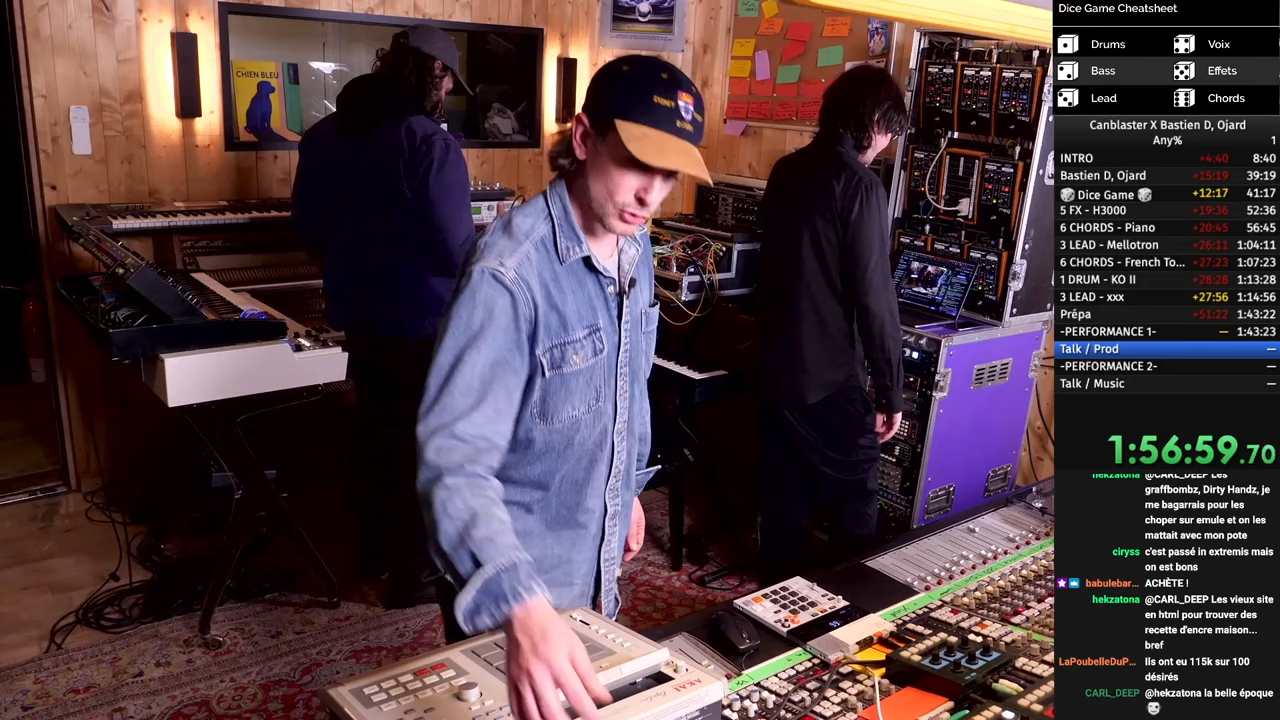 Dice Game Cheatsheet
Drums Voix
Bass Effets
Lead Chords
Canblaster X Bastien D, Ojard
Any% 1
INTRO +4:40 8:40
Bastien D, Ojard +15:19 39:19
🎲 Dice Game 🎲 +12:17 41:17
5 FX - H3000 +19:36 52:36
6 CHORDS - Piano +20:45 56:45
3 LEAD - Mellotron +26:11 1:04:11
6 CHORDS - French To... +27:23 1:07:23
1 DRUM - KO II +28:28 1:13:28
3 LEAD - xxx +27:56 1:14:56
Prépa +51:22 1:43:22
-PERFORMANCE 1- — 1:43:23
Talk / Prod —
-PERFORMANCE 2- —
Talk / Music —
1:56:59.70
hekzatona @CARL_DEEP Les
graffbombz, Dirty Handz, je
me bagarrais pour les
choper sur emule et on les
mattait avec mon pote
ciryss c'est passé in extremis mais
on est bons
babulebar... ACHÈTE !
hekzatona @CARL_DEEP Les vieux site
en html pour trouver des
recette d'encre maison...
bref
LaPoubelleDuP... Ils ont eu 115k sur 100
désirés
CARL_DEEP @hekzatona la belle époque
CHIEN BLEU
AKAI
moog